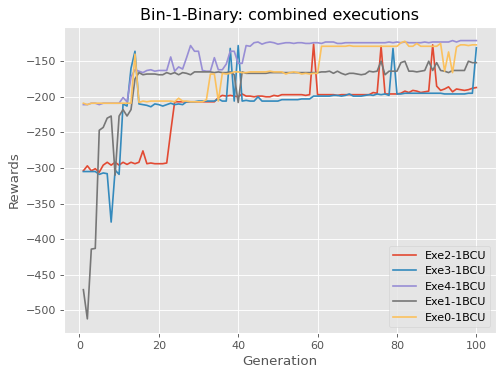 Bin-1-Binary: combined executions
Rewards
−150
−200
−250
−300
−350
−400
−450
−500
0
20
40
60
80
100
Generation
Exe2-1BCU
Exe3-1BCU
Exe4-1BCU
Exe1-1BCU
Exe0-1BCU